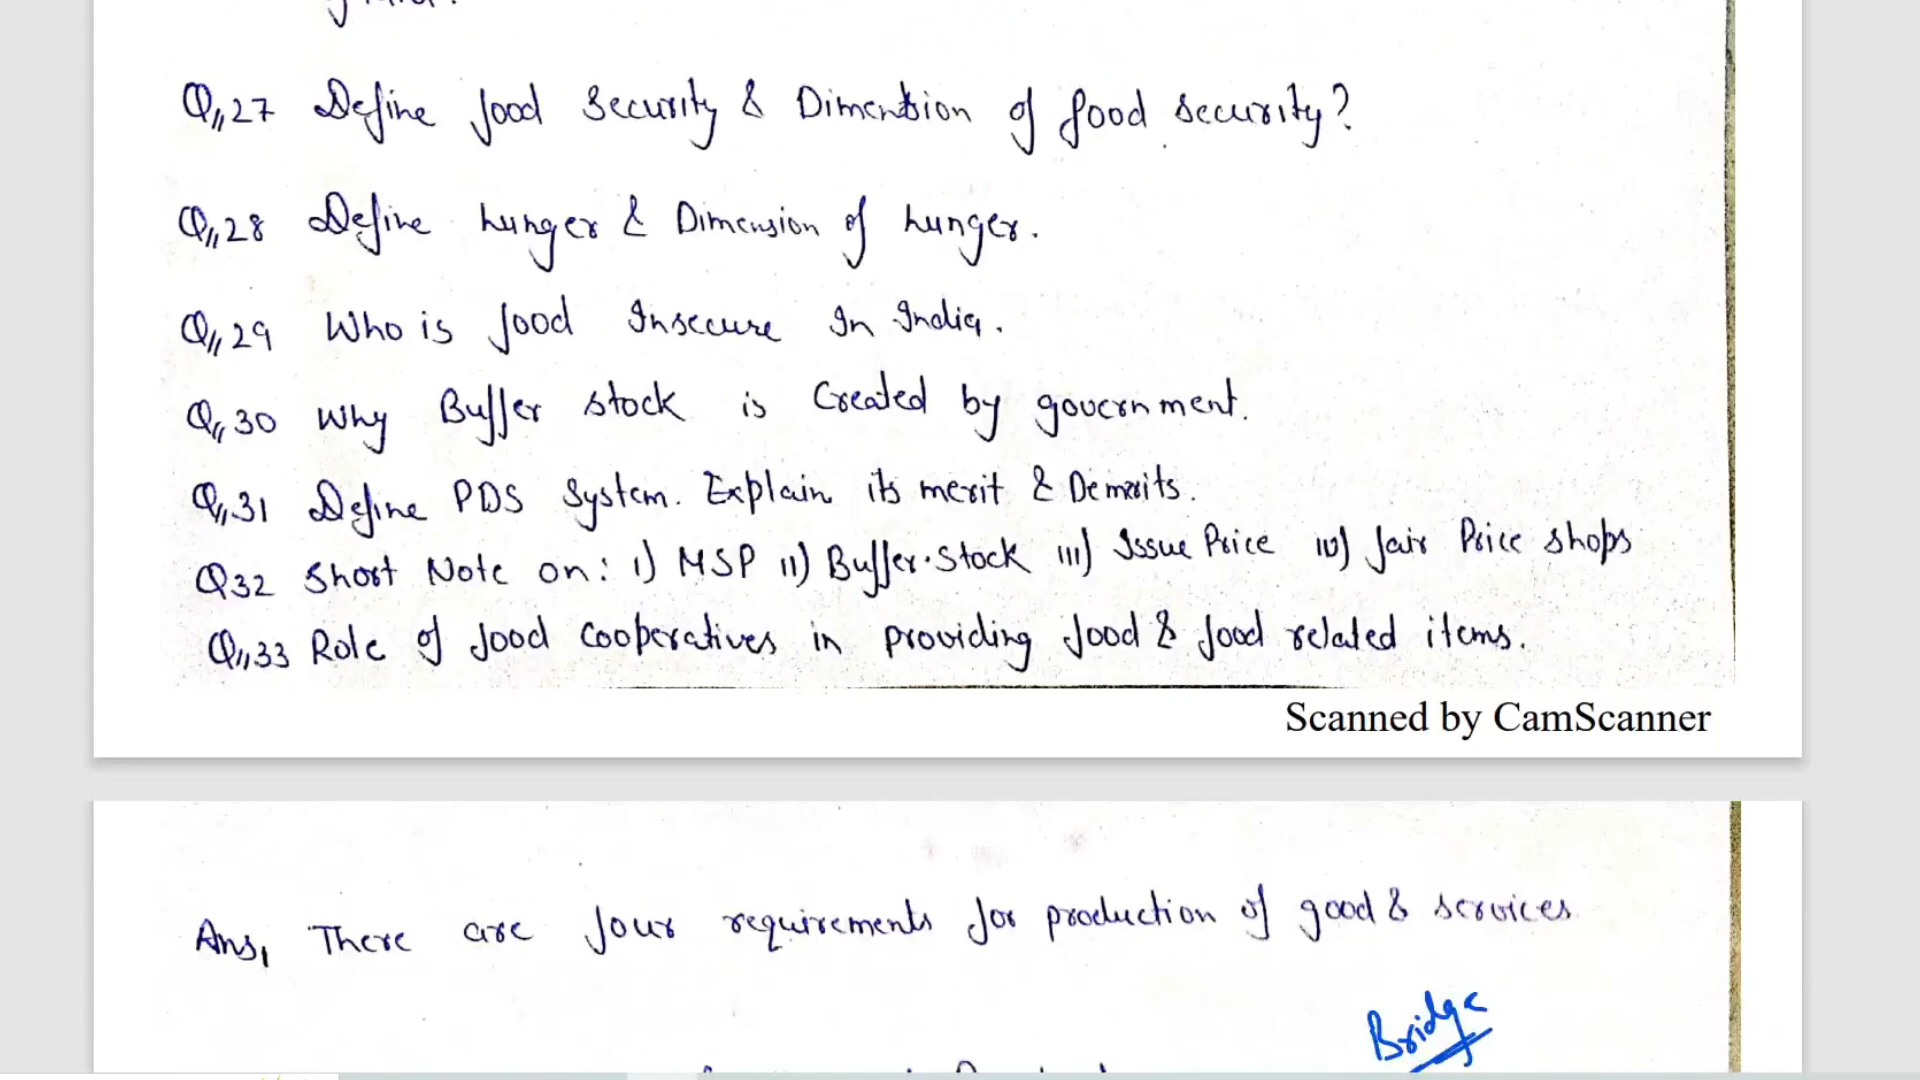 Q,,27 Define food Security & Dimension of food security?
Q,,28 Define hunger & Dimension of hunger.
Q,,29 Who is food Insecure In India.
Q,,30 Why Buffer stock is Created by government.
Q,,31 Define PDS System. Explain its merit & Demerits.
Q32 Short Note on: i) MSP ii) Buffer.Stock iii) Issue Price iv) fair Price shops
Q,,33 Role of food cooperatives in providing food & food related items.
Scanned by CamScanner
Ans, There are four requirements for production of good & services
Bridge